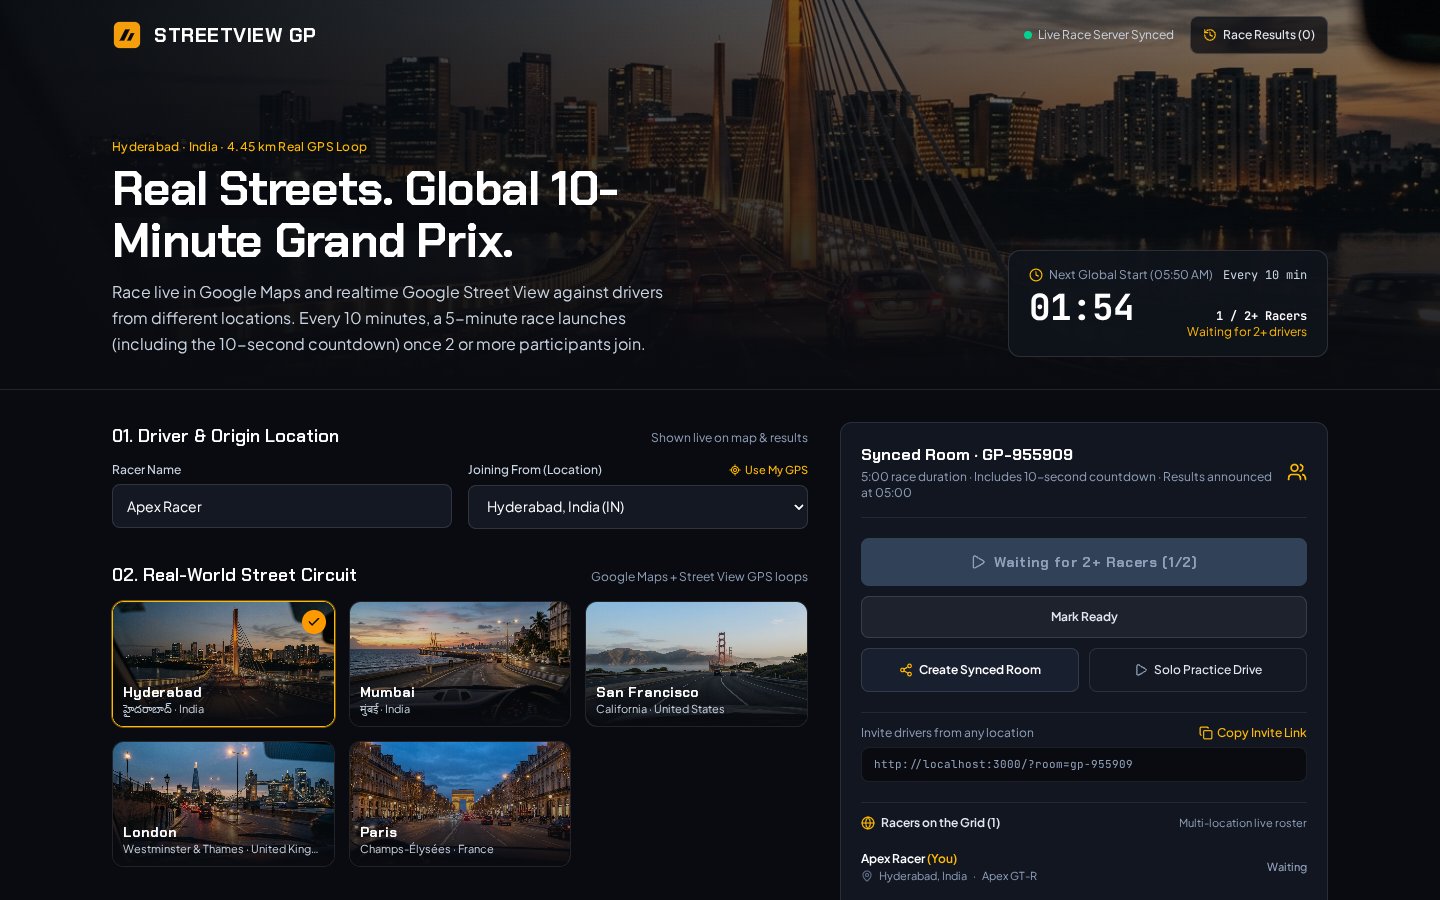 STREETVIEW GP
Live Race Server Synced
Race Results (0)
Hyderabad · India · 4.45 km Real GPS Loop
Real Streets. Global 10-
Minute Grand Prix.
Race live in Google Maps and realtime Google Street View against drivers
from different locations. Every 10 minutes, a 5-minute race launches
(including the 10-second countdown) once 2 or more participants join.
Next Global Start (05:50 AM) Every 10 min
01:54
1 / 2+ Racers
Waiting for 2+ drivers
01. Driver & Origin Location
Shown live on map & results
Racer Name
Apex Racer
Joining From (Location)
Use My GPS
Hyderabad, India (IN)
02. Real-World Street Circuit
Google Maps + Street View GPS loops
Hyderabad
హైదరాబాద్ · India
Mumbai
मुंबई · India
San Francisco
California · United States
London
Westminster & Thames · United King...
Paris
Champs-Élysées · France
Synced Room · GP-955909
5:00 race duration · Includes 10-second countdown · Results announced
at 05:00
Waiting for 2+ Racers (1/2)
Mark Ready
Create Synced Room
Solo Practice Drive
Invite drivers from any location
Copy Invite Link
http://localhost:3000/?room=gp-955909
Racers on the Grid (1)
Multi-location live roster
Apex Racer (You)
Hyderabad, India · Apex GT-R
Waiting